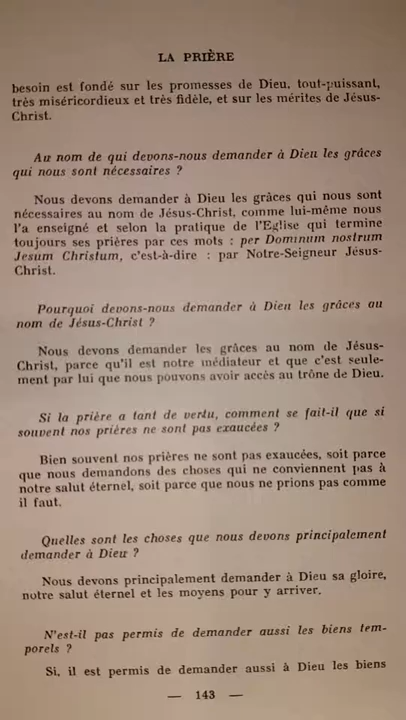 LA PRIÈRE
besoin est fondé sur les promesses de Dieu, tout-puissant,
très miséricordieux et très fidèle, et sur les mérites de Jésus-
Christ.
Au nom de qui devons-nous demander à Dieu les grâces
qui nous sont nécessaires ?
Nous devons demander à Dieu les grâces qui nous sont
nécessaires au nom de Jésus-Christ, comme lui-même nous
l'a enseigné et selon la pratique de l'Eglise qui termine
toujours ses prières par ces mots : per Dominum nostrum
Jesum Christum, c'est-à-dire : par Notre-Seigneur Jésus-
Christ.
Pourquoi devons-nous demander à Dieu les grâces au
nom de Jésus-Christ ?
Nous devons demander les grâces au nom de Jésus-
Christ, parce qu'il est notre médiateur et que c'est seule-
ment par lui que nous pouvons avoir accès au trône de Dieu.
Si la prière a tant de vertu, comment se fait-il que si
souvent nos prières ne sont pas exaucées ?
Bien souvent nos prières ne sont pas exaucées, soit parce
que nous demandons des choses qui ne conviennent pas à
notre salut éternel, soit parce que nous ne prions pas comme
il faut.
Quelles sont les choses que nous devons principalement
demander à Dieu ?
Nous devons principalement demander à Dieu sa gloire,
notre salut éternel et les moyens pour y arriver.
N'est-il pas permis de demander aussi les biens tem-
porels ?
Si, il est permis de demander aussi à Dieu les biens
— 143 —